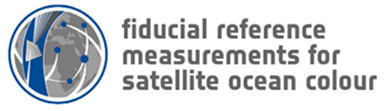 fiducial reference
measurements for
satellite ocean colour